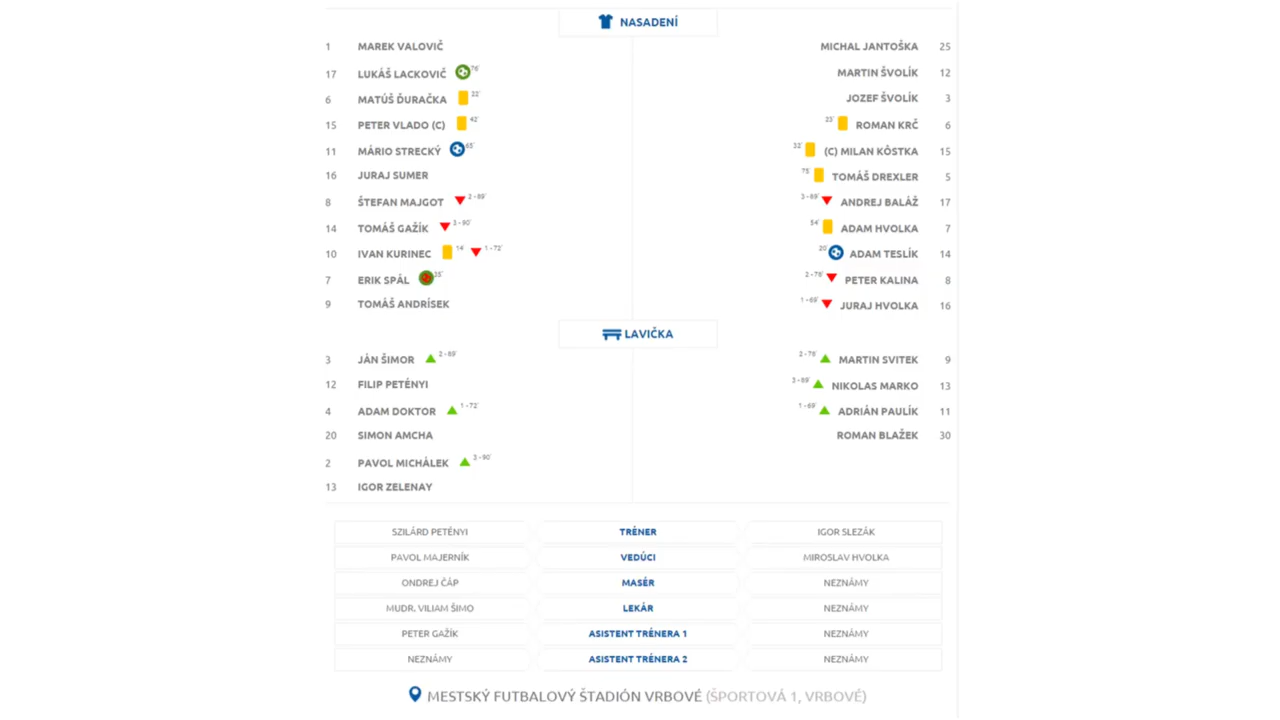 NASADENÍ
1 MAREK VALOVIČ MICHAL JANTOŠKA 25
17 LUKÁŠ LACKOVIČ 76' MARTIN ŠVOLÍK 12
6 MATÚŠ ĎURAČKA 22' JOZEF ŠVOLÍK 3
15 PETER VLADO (C) 42' 23' ROMAN KRČ 6
11 MÁRIO STRECKÝ 65' 32' (C) MILAN KÔSTKA 15
16 JURAJ SUMER 75' TOMÁŠ DREXLER 5
8 ŠTEFAN MAJGOT 2 - 89' 3 - 89' ANDREJ BALÁŽ 17
14 TOMÁŠ GAŽÍK 3 - 90' 54' ADAM HVOLKA 7
10 IVAN KURINEC 14' 1 - 72' 20' ADAM TESLÍK 14
7 ERIK SPÁL 35' 2 - 76' PETER KALINA 8
9 TOMÁŠ ANDRÍSEK 1 - 69' JURAJ HVOLKA 16
LAVIČKA
3 JÁN ŠIMOR 2 - 89' 2 - 76' MARTIN SVITEK 9
12 FILIP PETÉNYI 3 - 89' NIKOLAS MARKO 13
4 ADAM DOKTOR 1 - 72' 1 - 69' ADRIÁN PAULÍK 11
20 SIMON AMCHA ROMAN BLAŽEK 30
2 PAVOL MICHÁLEK 3 - 90'
13 IGOR ZELENAY
SZILÁRD PETÉNYI TRÉNER IGOR SLEZÁK
PAVOL MAJERNÍK VEDÚCI MIROSLAV HVOLKA
ONDREJ ČÁP MASÉR NEZNÁMY
MUDR. VILIAM ŠIMO LEKÁR NEZNÁMY
PETER GAŽÍK ASISTENT TRÉNERA 1 NEZNÁMY
NEZNÁMY ASISTENT TRÉNERA 2 NEZNÁMY
MESTSKÝ FUTBALOVÝ ŠTADIÓN VRBOVÉ (ŠPORTOVÁ 1, VRBOVÉ)